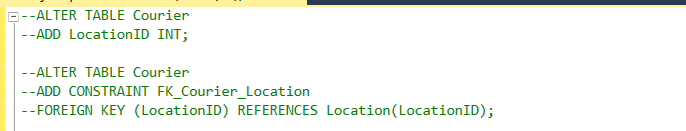 --ALTER TABLE Courier
--ADD LocationID INT;
--ALTER TABLE Courier
--ADD CONSTRAINT FK_Courier_Location
--FOREIGN KEY (LocationID) REFERENCES Location(LocationID);